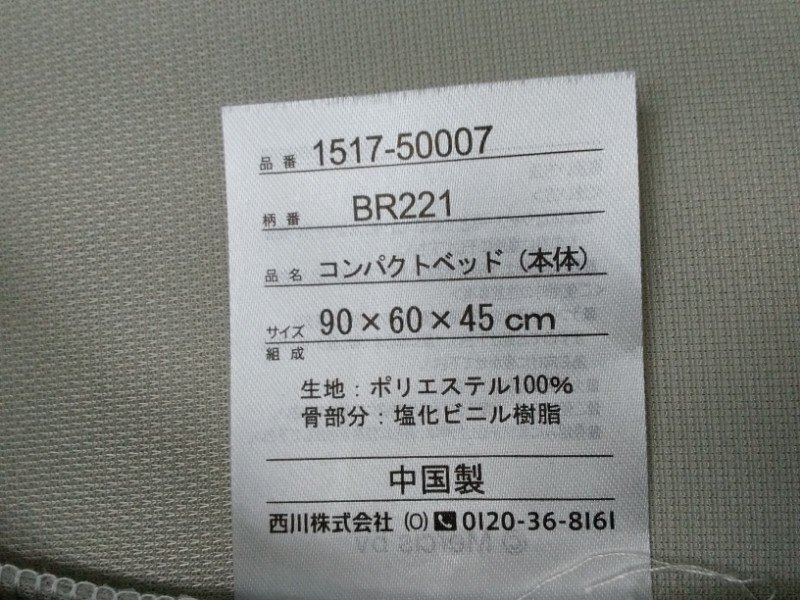 品番 1517-50007
柄番 BR221
品名 コンパクトベッド（本体）
サイズ 90×60×45cm
組成
生地：ポリエステル100%
骨部分：塩化ビニル樹脂
中国製
西川株式会社 (O) 0120-36-8161
© Mercis bv